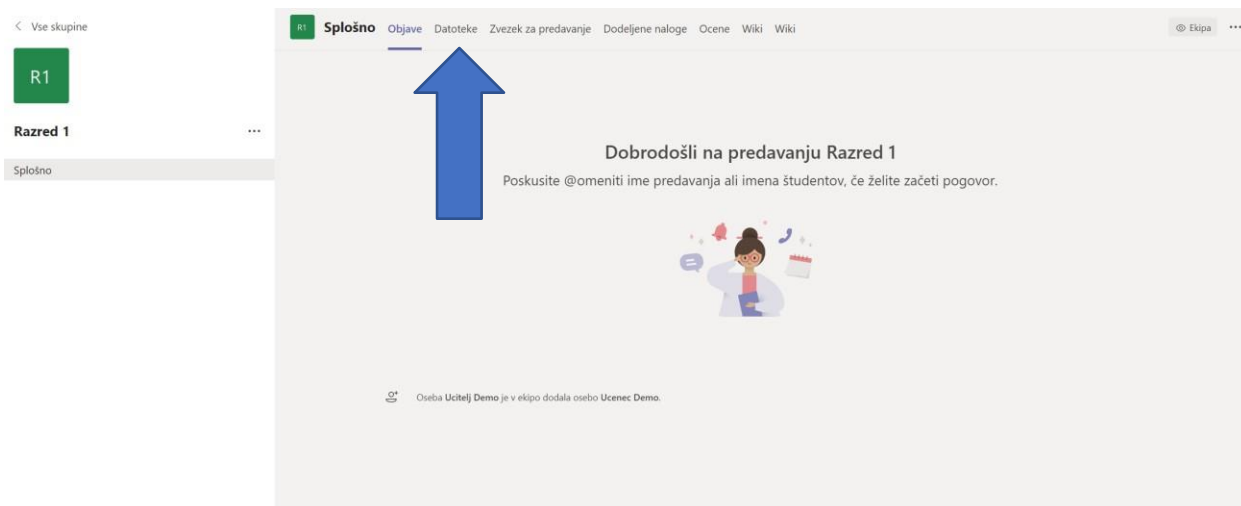 Vse skupine
R1
Razred 1 ...
Splošno
R1 Splošno Objave Datoteke Zvezek za predavanje Dodeljene naloge Ocene Wiki Wiki Ekipa ...
Dobrodošli na predavanju Razred 1
Poskusite @omeniti ime predavanja ali imena študentov, če želite začeti pogovor.
Oseba Ucitelj Demo je v ekipo dodala osebo Ucenec Demo.